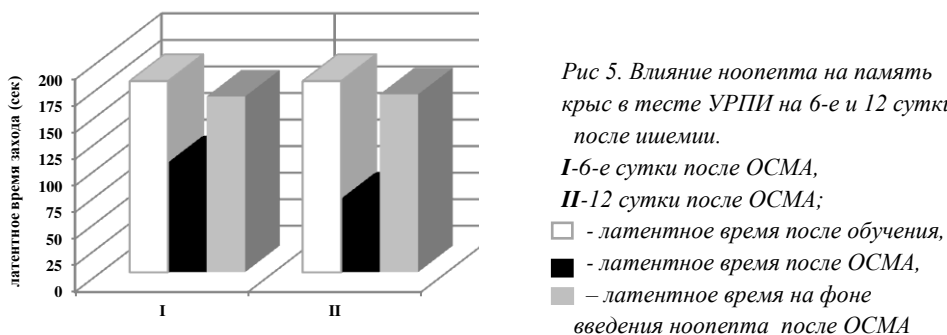 латентное время захода (сек)
200
175
150
125
100
75
50
25
0
I
II
Рис 5. Влияние ноопепта на память
крыс в тесте УРПИ на 6-е и 12 сутки
после ишемии.
I-6-е сутки после ОСМА,
II-12 сутки после ОСМА;
- латентное время после обучения,
- латентное время после ОСМА,
– латентное время на фоне
введения ноопепта после ОСМА